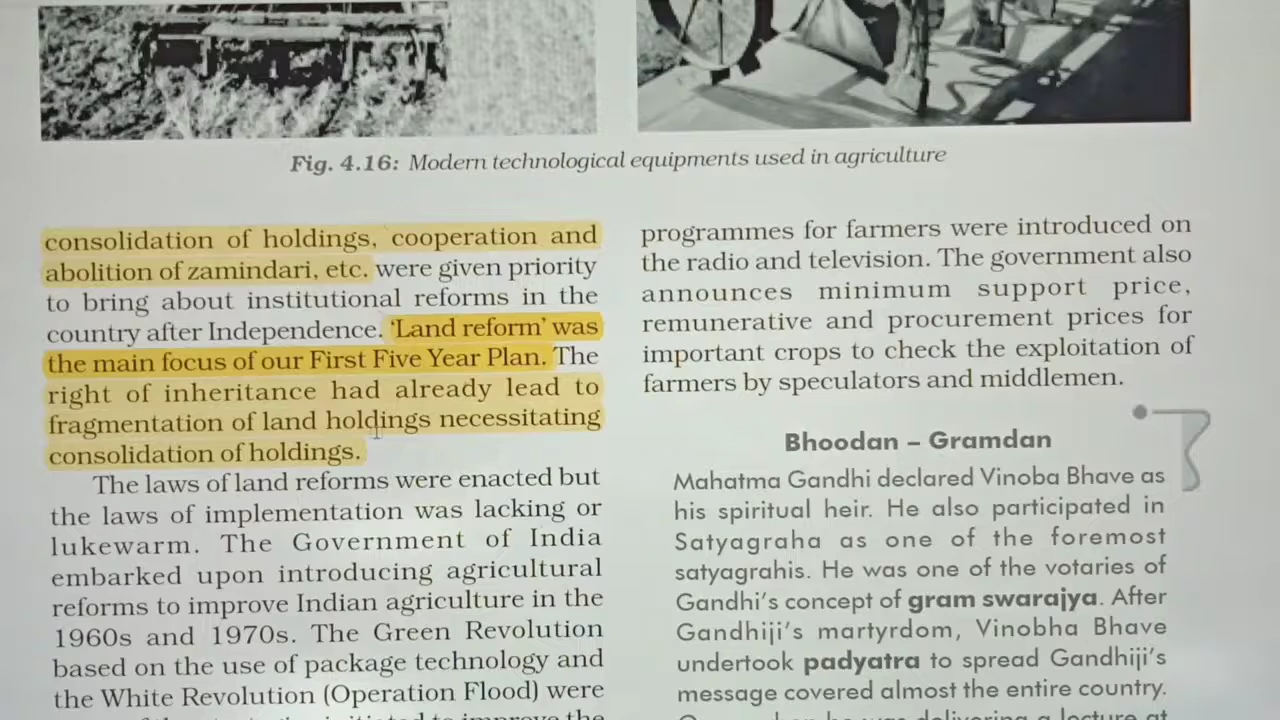 Fig. 4.16: Modern technological equipments used in agriculture
consolidation of holdings, cooperation and
abolition of zamindari, etc. were given priority
to bring about institutional reforms in the
country after Independence. ‘Land reform’ was
the main focus of our First Five Year Plan. The
right of inheritance had already lead to
fragmentation of land holdings necessitating
consolidation of holdings.
The laws of land reforms were enacted but
the laws of implementation was lacking or
lukewarm. The Government of India
embarked upon introducing agricultural
reforms to improve Indian agriculture in the
1960s and 1970s. The Green Revolution
based on the use of package technology and
the White Revolution (Operation Flood) were
programmes for farmers were introduced on
the radio and television. The government also
announces minimum support price,
remunerative and procurement prices for
important crops to check the exploitation of
farmers by speculators and middlemen.
Bhoodan – Gramdan
Mahatma Gandhi declared Vinoba Bhave as
his spiritual heir. He also participated in
Satyagraha as one of the foremost
satyagrahis. He was one of the votaries of
Gandhi’s concept of gram swarajya. After
Gandhiji’s martyrdom, Vinobha Bhave
undertook padyatra to spread Gandhiji’s
message covered almost the entire country.